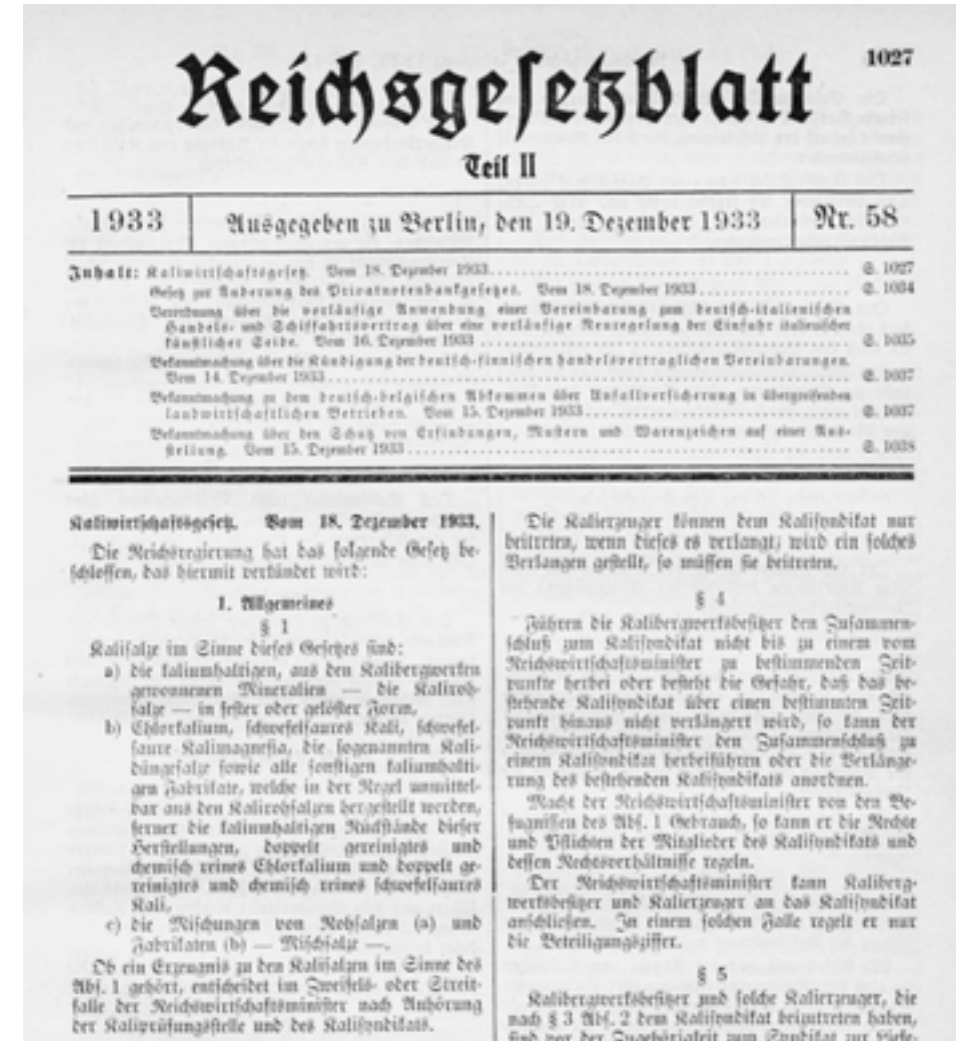 1027
Reichsgesetzblatt
Teil II
1933
Ausgegeben zu Berlin, den 19. Dezember 1933
Nr. 58
Inhalt: Kaliwirtschaftsgesetz. Vom 18. Dezember 1933 S. 1027
Gesetz zur Änderung des Privatnotenbankgesetzes. Vom 18. Dezember 1933 S. 1034
Verordnung über die vorläufige Anwendung einer Vereinbarung zum deutsch-italienischen
Handels- und Schiffahrtsvertrag über eine vorläufige Neuregelung der Einfuhr italienischer
künstlicher Seide. Vom 16. Dezember 1933 S. 1035
Bekanntmachung über die Kündigung der deutsch-finnischen handelsvertraglichen Vereinbarungen.
Vom 14. Dezember 1933 S. 1037
Bekanntmachung zu dem deutsch-belgischen Abkommen über Unfallversicherung in übergreifenden
landwirtschaftlichen Betrieben. Vom 15. Dezember 1933 S. 1037
Bekanntmachung über den Schutz von Erfindungen, Mustern und Warenzeichen auf einer Aus-
stellung. Vom 15. Dezember 1933 S. 1038
Kaliwirtschaftsgesetz. Vom 18. Dezember 1933.
Die Reichsregierung hat das folgende Gesetz be-
schlossen, das hiermit verkündet wird:
I. Allgemeines
§ 1
Kalisalze im Sinne dieses Gesetzes sind:
a) die kaliumhaltigen, aus den Kalibergwerken
gewonnenen Mineralien — die Kaliroh-
salze — in fester oder gelöster Form,
b) Chlorkalium, schwefelsaures Kali, schwefel-
saure Kalimagnesia, die sogenannten Kali-
düngesalze sowie alle sonstigen kaliumhalti-
gen Fabrikate, welche in der Regel unmittel-
bar aus den Kalirohsalzen hergestellt werden,
ferner die kaliumhaltigen Rückstände dieser
Herstellungen, doppelt gereinigtes und
chemisch reines Chlorkalium und doppelt ge-
reinigtes und chemisch reines schwefelsaures
Kali,
c) die Mischungen von Rohsalzen (a) und
Fabrikaten (b) — Mischsalze —.
Ob ein Erzeugnis zu den Kalisalzen im Sinne des
Abs. 1 gehört, entscheidet im Zweifels- oder Streit-
falle der Reichswirtschaftsminister nach Anhörung
der Kaliprüfungsstelle und des Kalisyndikats.
Die Kalierzeuger können dem Kalisyndikat nur
beitreten, wenn dieses es verlangt; wird ein solches
Verlangen gestellt, so müssen sie beitreten.
§ 4
Führen die Kalibergwerksbesitzer den Zusammen-
schluß zum Kalisyndikat nicht bis zu einem vom
Reichswirtschaftsminister zu bestimmenden Zeit-
punkte herbei oder besteht die Gefahr, daß das be-
stehende Kalisyndikat über einen bestimmten Zeit-
punkt hinaus nicht verlängert wird, so kann der
Reichswirtschaftsminister den Zusammenschluß zu
einem Kalisyndikat herbeiführen oder die Verlänge-
rung des bestehenden Kalisyndikats anordnen.
Macht der Reichswirtschaftsminister von den Be-
fugnissen des Abs. 1 Gebrauch, so kann er die Rechte
und Pflichten der Mitglieder des Kalisyndikats und
dessen Rechtsverhältnisse regeln.
Der Reichswirtschaftsminister kann Kaliberg-
werksbesitzer und Kalierzeuger an das Kalisyndikat
anschließen. In einem solchen Falle regelt er nur
die Beteiligungsziffer.
§ 5
Kalibergwerksbesitzer und solche Kalierzeuger, die
nach § 3 Abs. 2 dem Kalisyndikat beizutreten haben,
sind vor der Zugehörigkeit zum Syndikat zur Liefe-